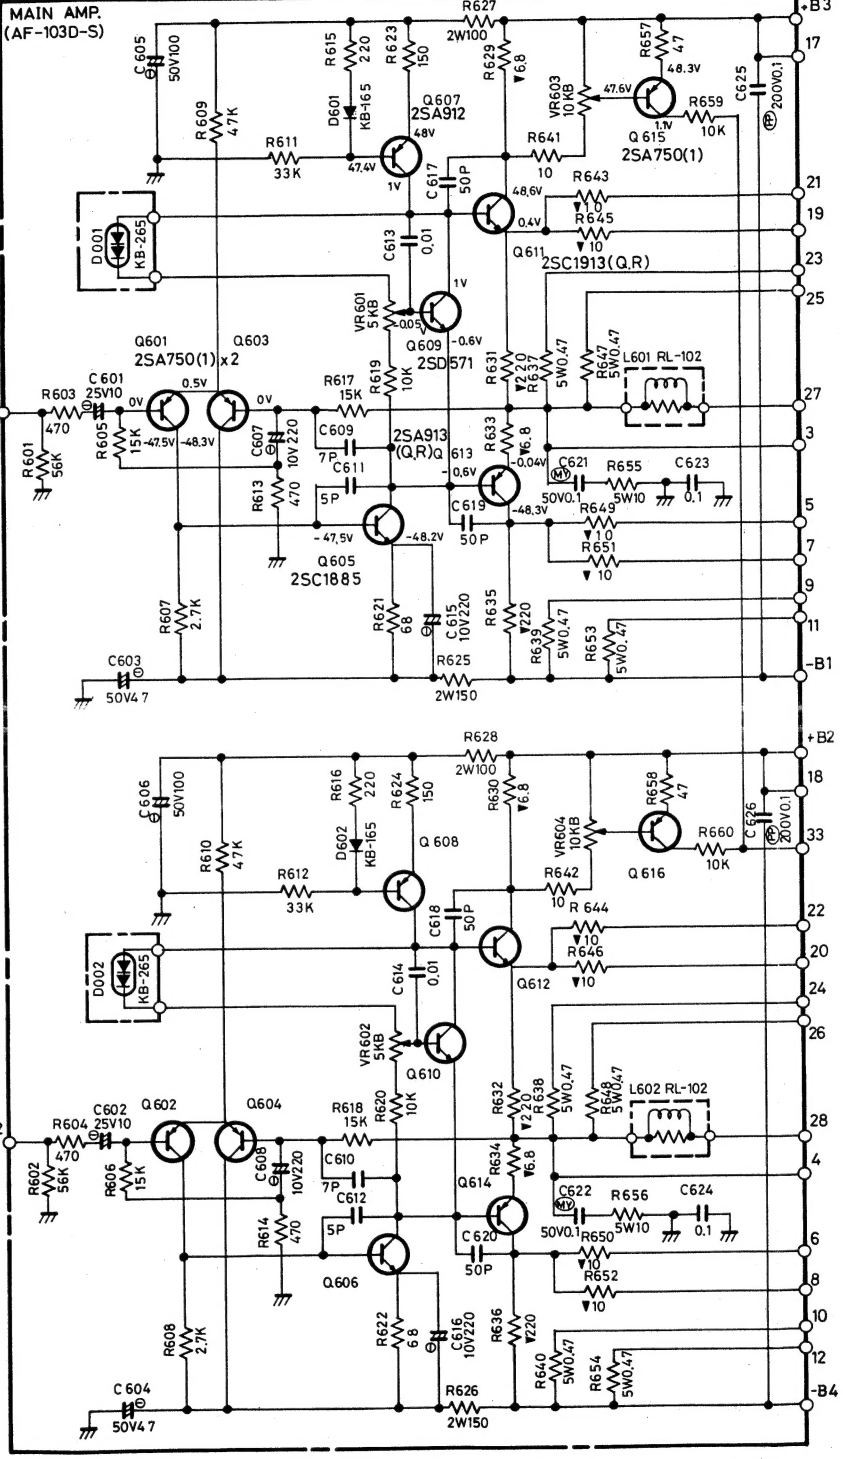 MAIN AMP.
(AF-103D-S)
C605
50V100
R609
47K
R615
220
D601
KB-165
R623
150
R627
2W100
R629
▼6.8
VR603
10KB
R657
47
48.3V
47.6V
1.1V
Q615
2SA750(1)
R659
10K
C625
200V0.1
PP
+B3
17
R611
33K
47.4V
Q607
2SA912
48V
1V
C617
50P
R641
10
48.6V
0.4V
Q611
2SC1913(Q,R)
R643
▼10
R645
▼10
21
19
23
25
D001
KB-265
C613
0.01
VR601
5KB
-0.05V
1V
-0.6V
Q609
2SD571
Q601
Q603
2SA750(1)x2
0.5V
0V
0V
-47.5V
-48.3V
R603
470
C601
25V10
R601
56K
R605
15K
C607
10V220
R613
470
R617
15K
R619
10K
C609
7P
C611
5P
2SA913
(Q,R)
Q613
-0.6V
-0.04V
-48.3V
R631
▼220
R637
5W0.47
R647
5W0.47
L601 RL-102
R633
▼6.8
27
3
MY
C621
50V0.1
R655
5W10
C623
0.1
C619
50P
R649
▼10
R651
▼10
5
7
9
11
-47.5V
-48.2V
Q605
2SC1885
R607
2.7K
R621
68
C615
10V220
R635
▼220
R639
5W0.47
R653
5W0.47
C603
50V47
R625
2W150
-B1
+B2
R628
2W100
C606
50V100
R610
47K
R616
220
D602
KB-165
R624
150
R630
▼6.8
VR604
10KB
R658
47
Q616
R660
10K
C626
200V0.1
PP
18
33
Q608
R612
33K
C618
50P
R642
10
R644
▼10
R646
▼10
Q612
22
20
24
26
D002
KB-265
C614
0.01
VR602
5KB
Q610
Q602
Q604
R604
470
C602
25V10
R602
56K
R606
15K
C608
10V220
R614
470
R618
15K
R620
10K
C610
7P
C612
5P
R632
▼220
R638
5W0.47
R648
5W0.47
L602 RL-102
R634
▼6.8
Q614
28
4
MY
C622
50V0.1
R656
5W10
C624
0.1
C620
50P
R650
▼10
R652
▼10
6
8
10
12
Q606
R608
2.7K
R622
68
C616
10V220
R636
▼220
R640
5W0.47
R654
5W0.47
C604
50V47
R626
2W150
-B4